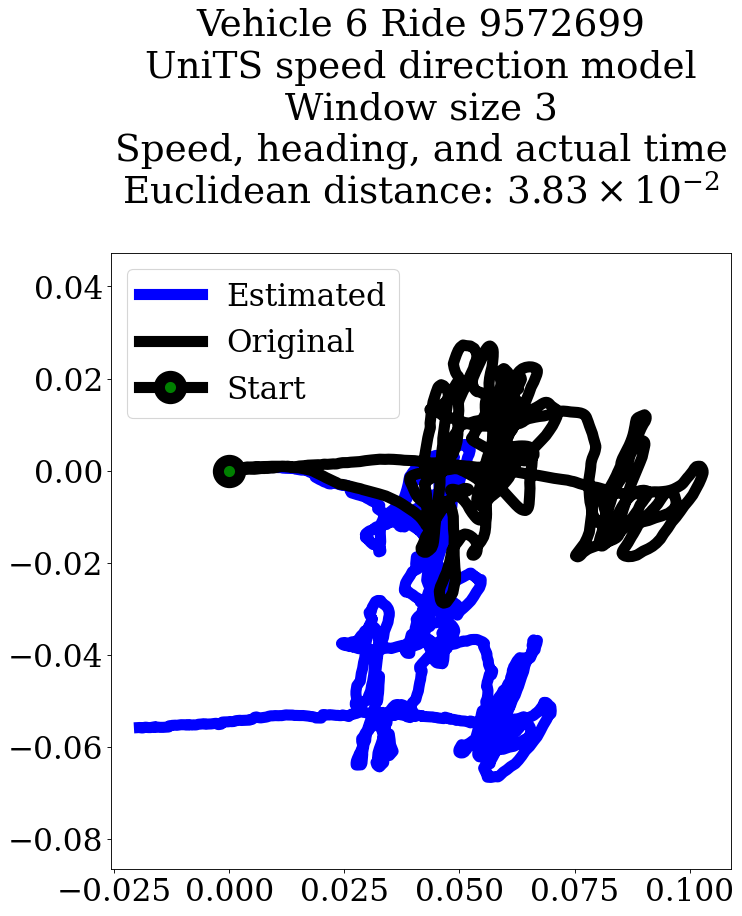 Vehicle 6 Ride 9572699
UniTS speed direction model
Window size 3
Speed, heading, and actual time
Euclidean distance: 3.83 × 10⁻²
Estimated
Original
Start
0.04
0.02
0.00
−0.02
−0.04
−0.06
−0.08
−0.025 0.000 0.025 0.050 0.075 0.100